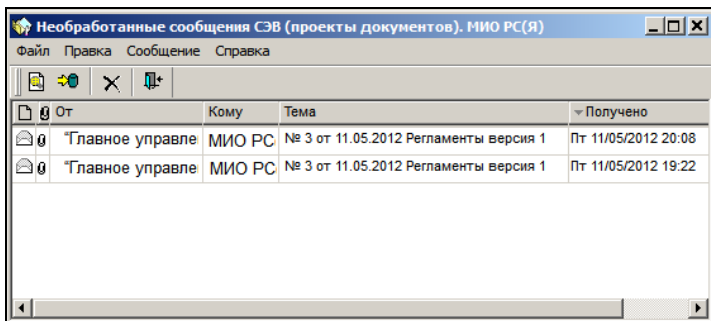 Необработанные сообщения СЭВ (проекты документов). МИО РС(Я)
Файл Правка Сообщение Справка
От Кому Тема Получено
"Главное управле МИО РС № 3 от 11.05.2012 Регламенты версия 1 Пт 11/05/2012 20:08
"Главное управле МИО РС № 3 от 11.05.2012 Регламенты версия 1 Пт 11/05/2012 19:22